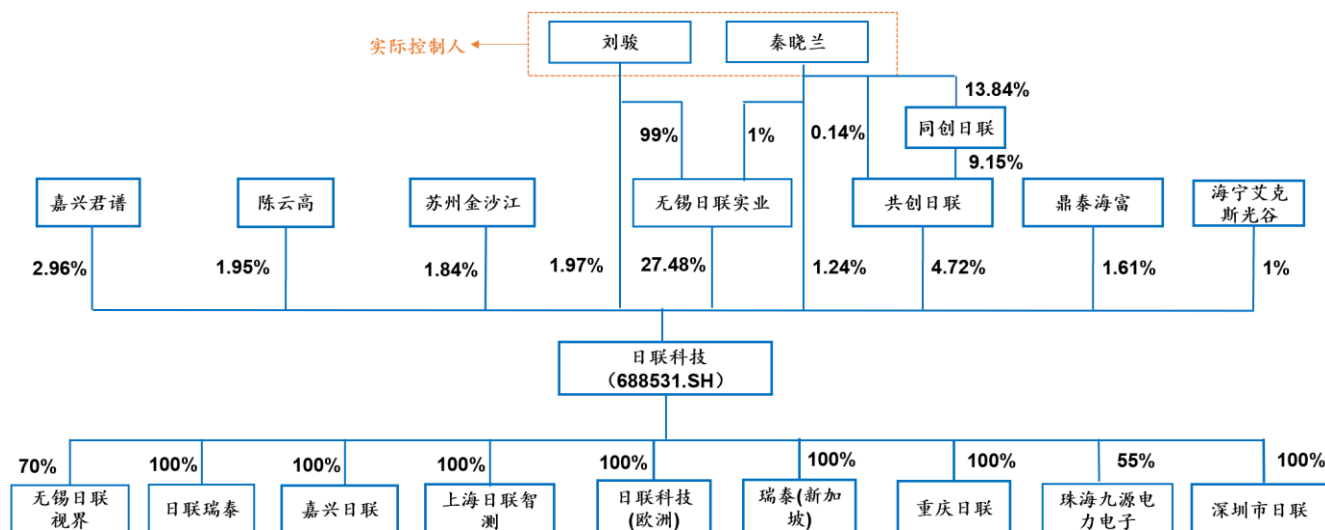 实际控制人
刘骏
秦晓兰
13.84%
99%
1%
0.14%
同创日联
9.15%
嘉兴君谱
陈云高
苏州金沙江
无锡日联实业
共创日联
鼎泰海富
海宁艾克
斯光谷
2.96%
1.95%
1.84%
1.97%
27.48%
1.24%
4.72%
1.61%
1%
日联科技
（688531.SH）
70%
100%
100%
100%
100%
100%
100%
55%
100%
无锡日联
视界
日联瑞泰
嘉兴日联
上海日联智
测
日联科技
(欧洲)
瑞泰(新加
坡)
重庆日联
珠海九源电
力电子
深圳市日联